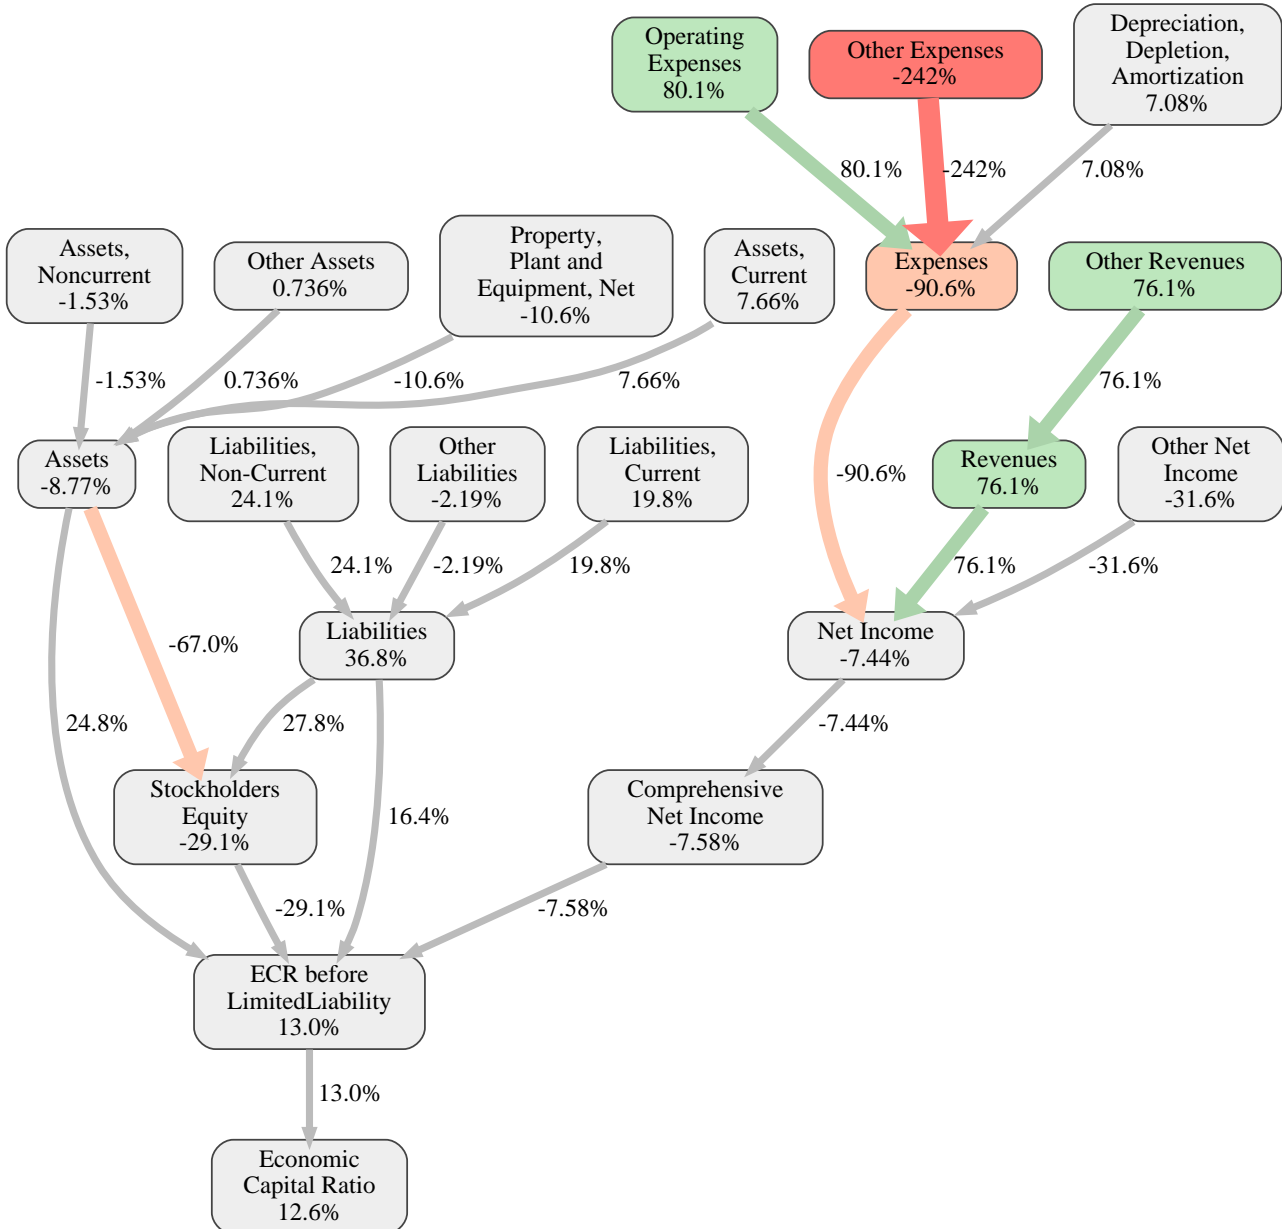 Operating
Expenses
80.1%
Other Expenses
-242%
Depreciation,
Depletion,
Amortization
7.08%
80.1%
-242%
7.08%
Assets,
Noncurrent
-1.53%
Other Assets
0.736%
Property,
Plant and
Equipment, Net
-10.6%
Assets,
Current
7.66%
Expenses
-90.6%
Other Revenues
76.1%
-1.53%
0.736%
-10.6%
7.66%
76.1%
Assets
-8.77%
Liabilities,
Non-Current
24.1%
Other
Liabilities
-2.19%
Liabilities,
Current
19.8%
-90.6%
Revenues
76.1%
Other Net
Income
-31.6%
24.1%
-2.19%
19.8%
76.1%
-31.6%
-67.0%
Liabilities
36.8%
Net Income
-7.44%
24.8%
27.8%
-7.44%
Stockholders
Equity
-29.1%
16.4%
Comprehensive
Net Income
-7.58%
-29.1%
-7.58%
ECR before
LimitedLiability
13.0%
13.0%
Economic
Capital Ratio
12.6%